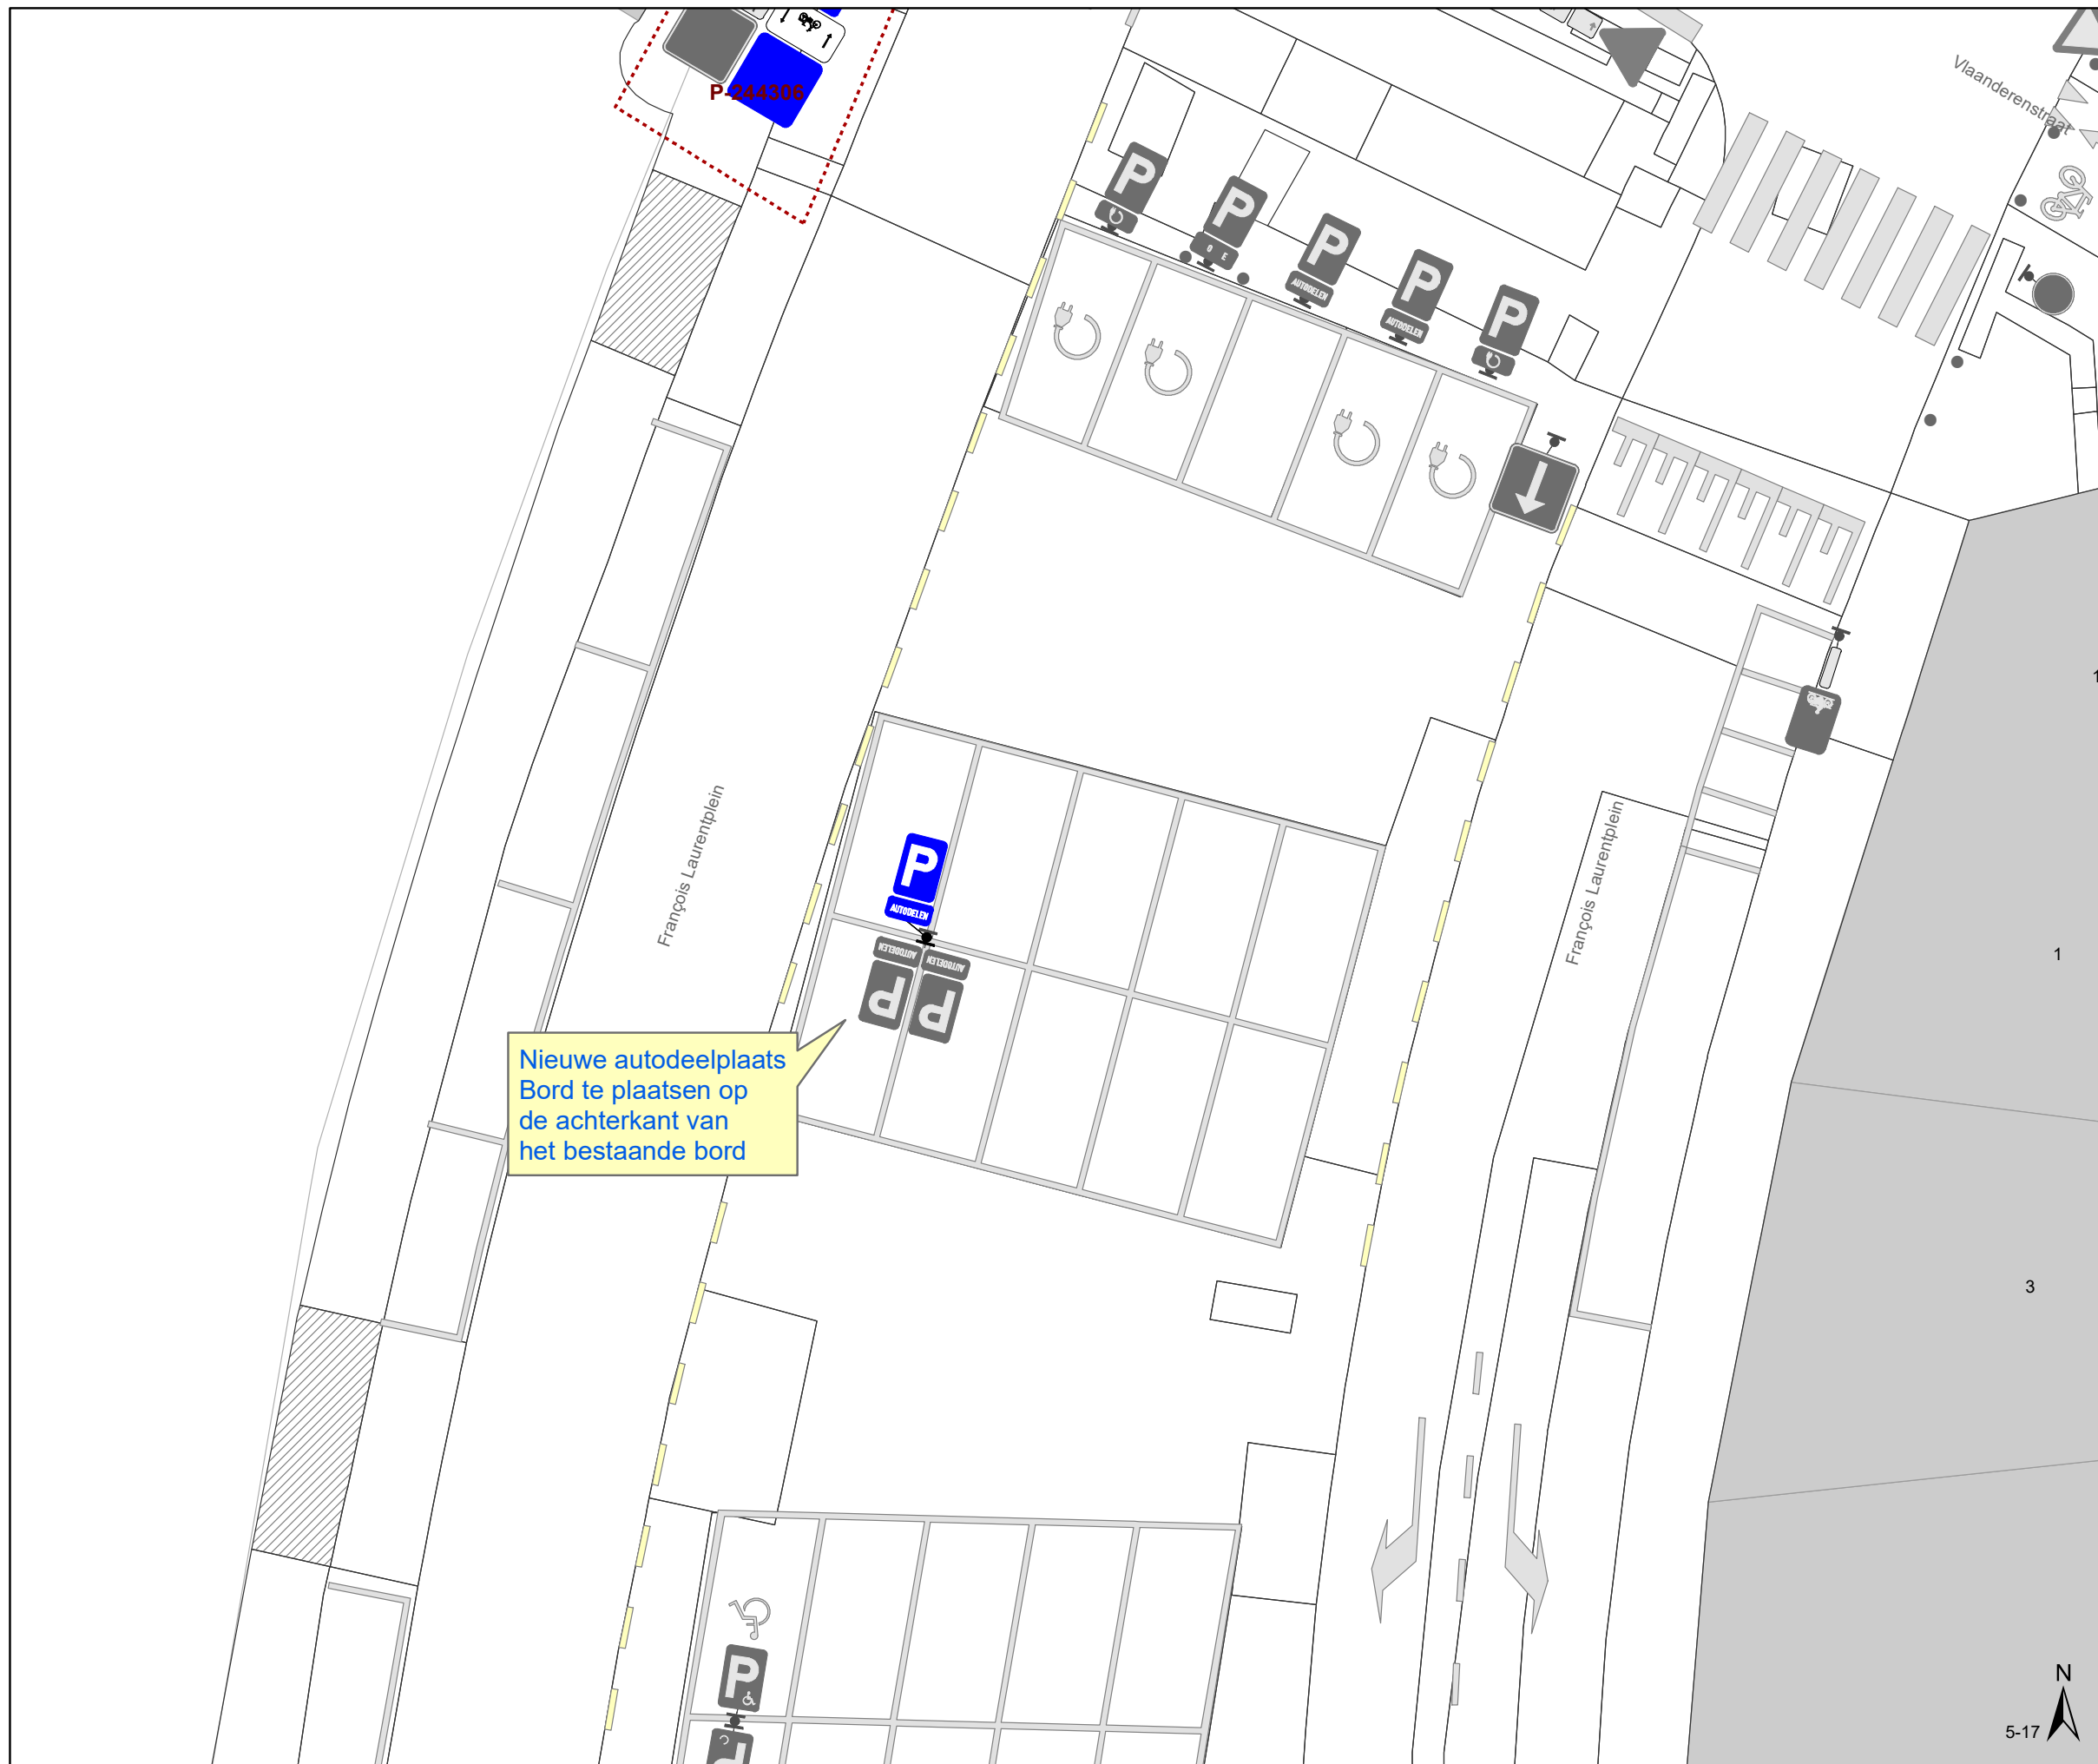 P-244306
Vlaanderenstraat
P
P
O E
P
AUTODELEN
P
AUTODELEN
P
François Laurentplein
François Laurentplein
P
AUTODELEN
AUTODELEN
AUTODELEN
P
P
Nieuwe autodeelplaats
Bord te plaatsen op
de achterkant van
het bestaande bord
1
1
3
P
N
5-17